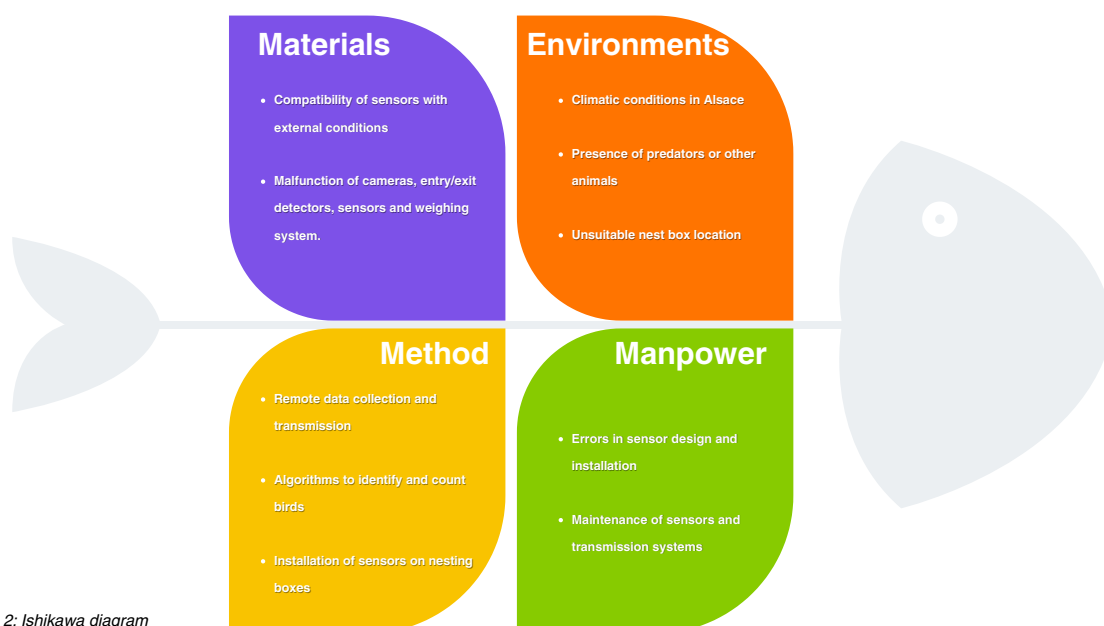 Materials
• Compatibility of sensors with
external conditions
• Malfunction of cameras, entry/exit
detectors, sensors and weighing
system.
Environments
• Climatic conditions in Alsace
• Presence of predators or other
animals
• Unsuitable nest box location
Method
• Remote data collection and
transmission
• Algorithms to identify and count
birds
• Installation of sensors on nesting
boxes
Manpower
• Errors in sensor design and
installation
• Maintenance of sensors and
transmission systems
2: Ishikawa diagram